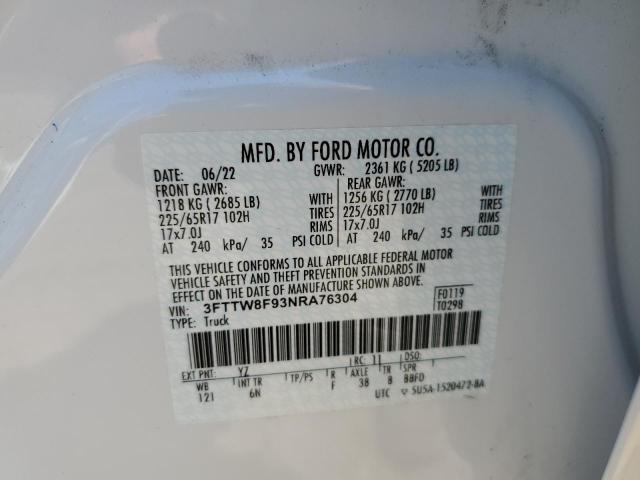 MFD. BY FORD MOTOR CO.
DATE: 06/22 GVWR: 2361 KG ( 5205 LB)
FRONT GAWR: REAR GAWR:
1218 KG ( 2685 LB) WITH 1256 KG ( 2770 LB) WITH
225/65R17 102H TIRES 225/65R17 102H TIRES
17x7.0J RIMS 17x7.0J RIMS
AT 240 kPa/ 35 PSI COLD AT 240 kPa/ 35 PSI COLD
THIS VEHICLE CONFORMS TO ALL APPLICABLE FEDERAL MOTOR
VEHICLE SAFETY AND THEFT PREVENTION STANDARDS IN
EFFECT ON THE DATE OF MANUFACTURE SHOWN ABOVE.
VIN: 3FTTW8F93NRA76304 F0119
TYPE: Truck T0298
EXT PNT: YZ RC: 11 DSO:
WB INT TR TP/PS R AXLE TR SPR
121 6N F 38 8 BBFD
UTC 5U5A-1520472-BA